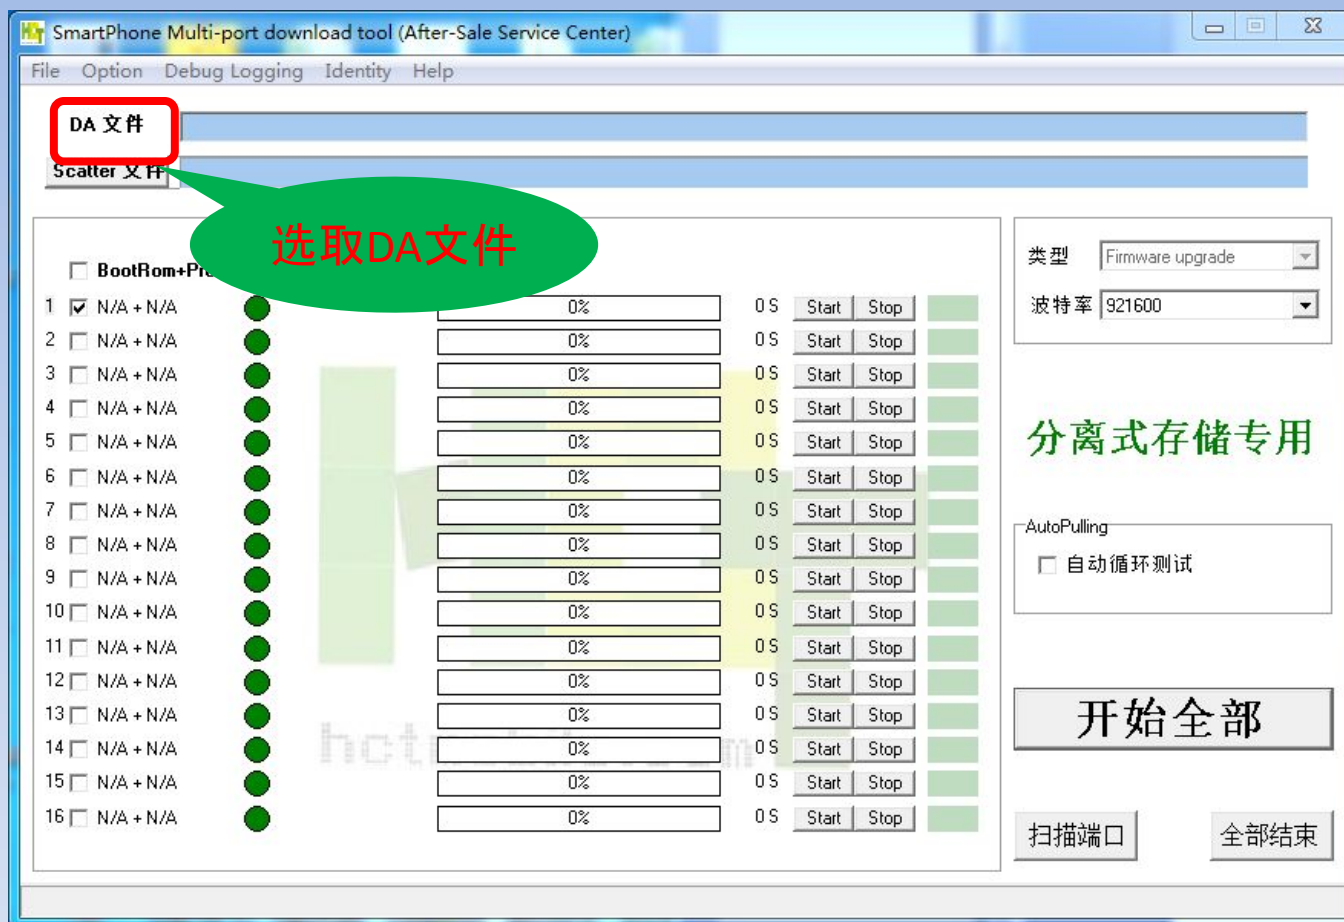 SmartPhone Multi-port download tool (After-Sale Service Center)
File Option Debug Logging Identity Help
DA 文件
Scatter 文件
选取DA文件
BootRom+Pr
1 N/A + N/A 0% 0 S Start Stop
2 N/A + N/A 0% 0 S Start Stop
3 N/A + N/A 0% 0 S Start Stop
4 N/A + N/A 0% 0 S Start Stop
5 N/A + N/A 0% 0 S Start Stop
6 N/A + N/A 0% 0 S Start Stop
7 N/A + N/A 0% 0 S Start Stop
8 N/A + N/A 0% 0 S Start Stop
9 N/A + N/A 0% 0 S Start Stop
10 N/A + N/A 0% 0 S Start Stop
11 N/A + N/A 0% 0 S Start Stop
12 N/A + N/A 0% 0 S Start Stop
13 N/A + N/A 0% 0 S Start Stop
14 N/A + N/A 0% 0 S Start Stop
15 N/A + N/A 0% 0 S Start Stop
16 N/A + N/A 0% 0 S Start Stop
类型 Firmware upgrade
波特率 921600
分离式存储专用
AutoPulling
自动循环测试
开始全部
扫描端口 全部结束